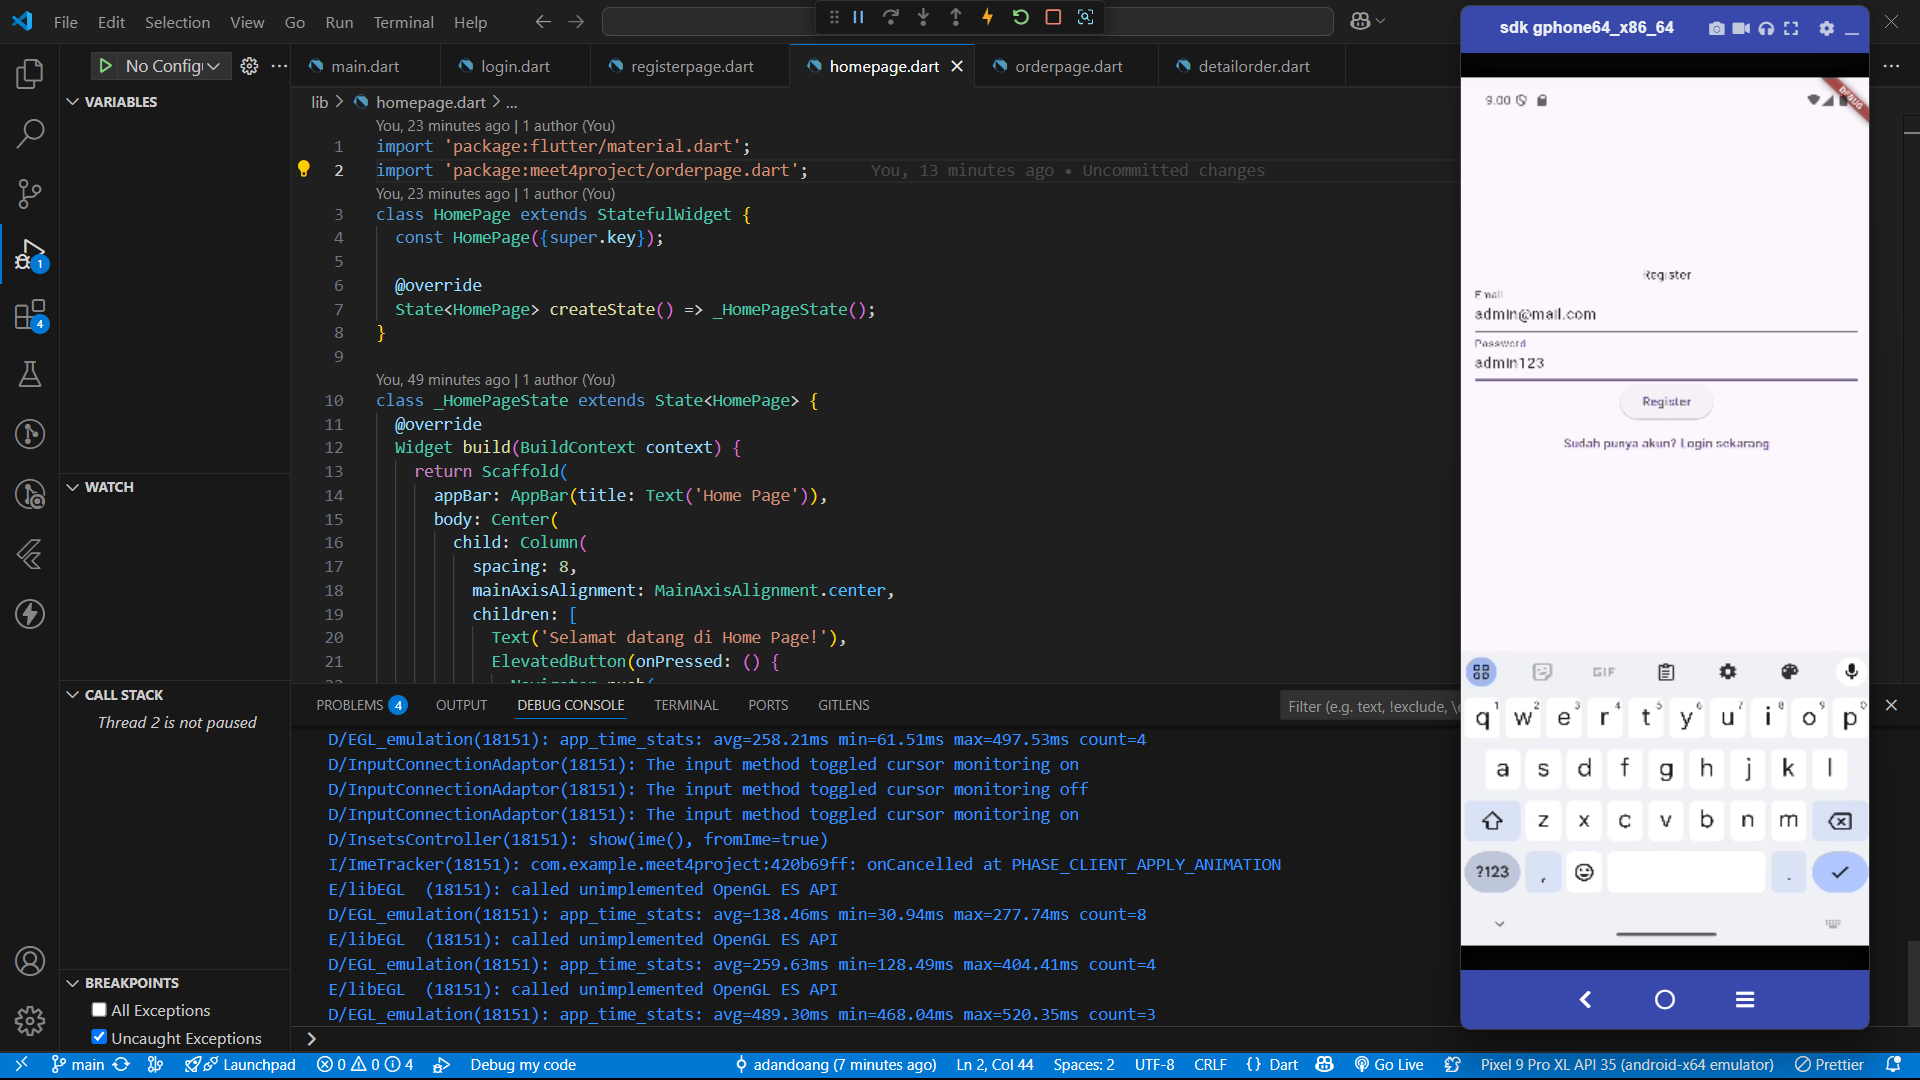 File Edit Selection View Go Run Terminal Help
sdk gphone64_x86_64
No Config
main.dart login.dart registerpage.dart homepage.dart orderpage.dart detailorder.dart
VARIABLES
lib > homepage.dart > ...
You, 23 minutes ago | 1 author (You)
1 import 'package:flutter/material.dart';
2 import 'package:meet4project/orderpage.dart'; You, 13 minutes ago • Uncommitted changes
You, 23 minutes ago | 1 author (You)
3 class HomePage extends StatefulWidget {
4 const HomePage({super.key});
5
6 @override
7 State<HomePage> createState() => _HomePageState();
8 }
9
You, 49 minutes ago | 1 author (You)
10 class _HomePageState extends State<HomePage> {
11 @override
12 Widget build(BuildContext context) {
13 return Scaffold(
14 appBar: AppBar(title: Text('Home Page')),
15 body: Center(
16 child: Column(
17 spacing: 8,
18 mainAxisAlignment: MainAxisAlignment.center,
19 children: [
20 Text('Selamat datang di Home Page!'),
21 ElevatedButton(onPressed: () {
WATCH
CALL STACK
Thread 2 is not paused
BREAKPOINTS
All Exceptions
Uncaught Exceptions
1
4
PROBLEMS 4 OUTPUT DEBUG CONSOLE TERMINAL PORTS GITLENS
Filter (e.g. text, !exclude, \e
D/EGL_emulation(18151): app_time_stats: avg=258.21ms min=61.51ms max=497.53ms count=4
D/InputConnectionAdaptor(18151): The input method toggled cursor monitoring on
D/InputConnectionAdaptor(18151): The input method toggled cursor monitoring off
D/InputConnectionAdaptor(18151): The input method toggled cursor monitoring on
D/InsetsController(18151): show(ime(), fromIme=true)
I/ImeTracker(18151): com.example.meet4project:420b69ff: onCancelled at PHASE_CLIENT_APPLY_ANIMATION
E/libEGL (18151): called unimplemented OpenGL ES API
D/EGL_emulation(18151): app_time_stats: avg=138.46ms min=30.94ms max=277.74ms count=8
E/libEGL (18151): called unimplemented OpenGL ES API
D/EGL_emulation(18151): app_time_stats: avg=259.63ms min=128.49ms max=404.41ms count=4
E/libEGL (18151): called unimplemented OpenGL ES API
D/EGL_emulation(18151): app_time_stats: avg=489.30ms min=468.04ms max=520.35ms count=3
9.00
DEBUG
Register
Email
admin@mail.com
Password
admin123
Register
Sudah punya akun? Login sekarang
GIF
q1 w2 e3 r4 t5 y6 u7 i8 o9 p0
a s d f g h j k l
z x c v b n m
?123 , .
main Launchpad 0 0 4 Debug my code adandoang (7 minutes ago) Ln 2, Col 44 Spaces: 2 UTF-8 CRLF {} Dart Go Live Pixel 9 Pro XL API 35 (android-x64 emulator) Prettier